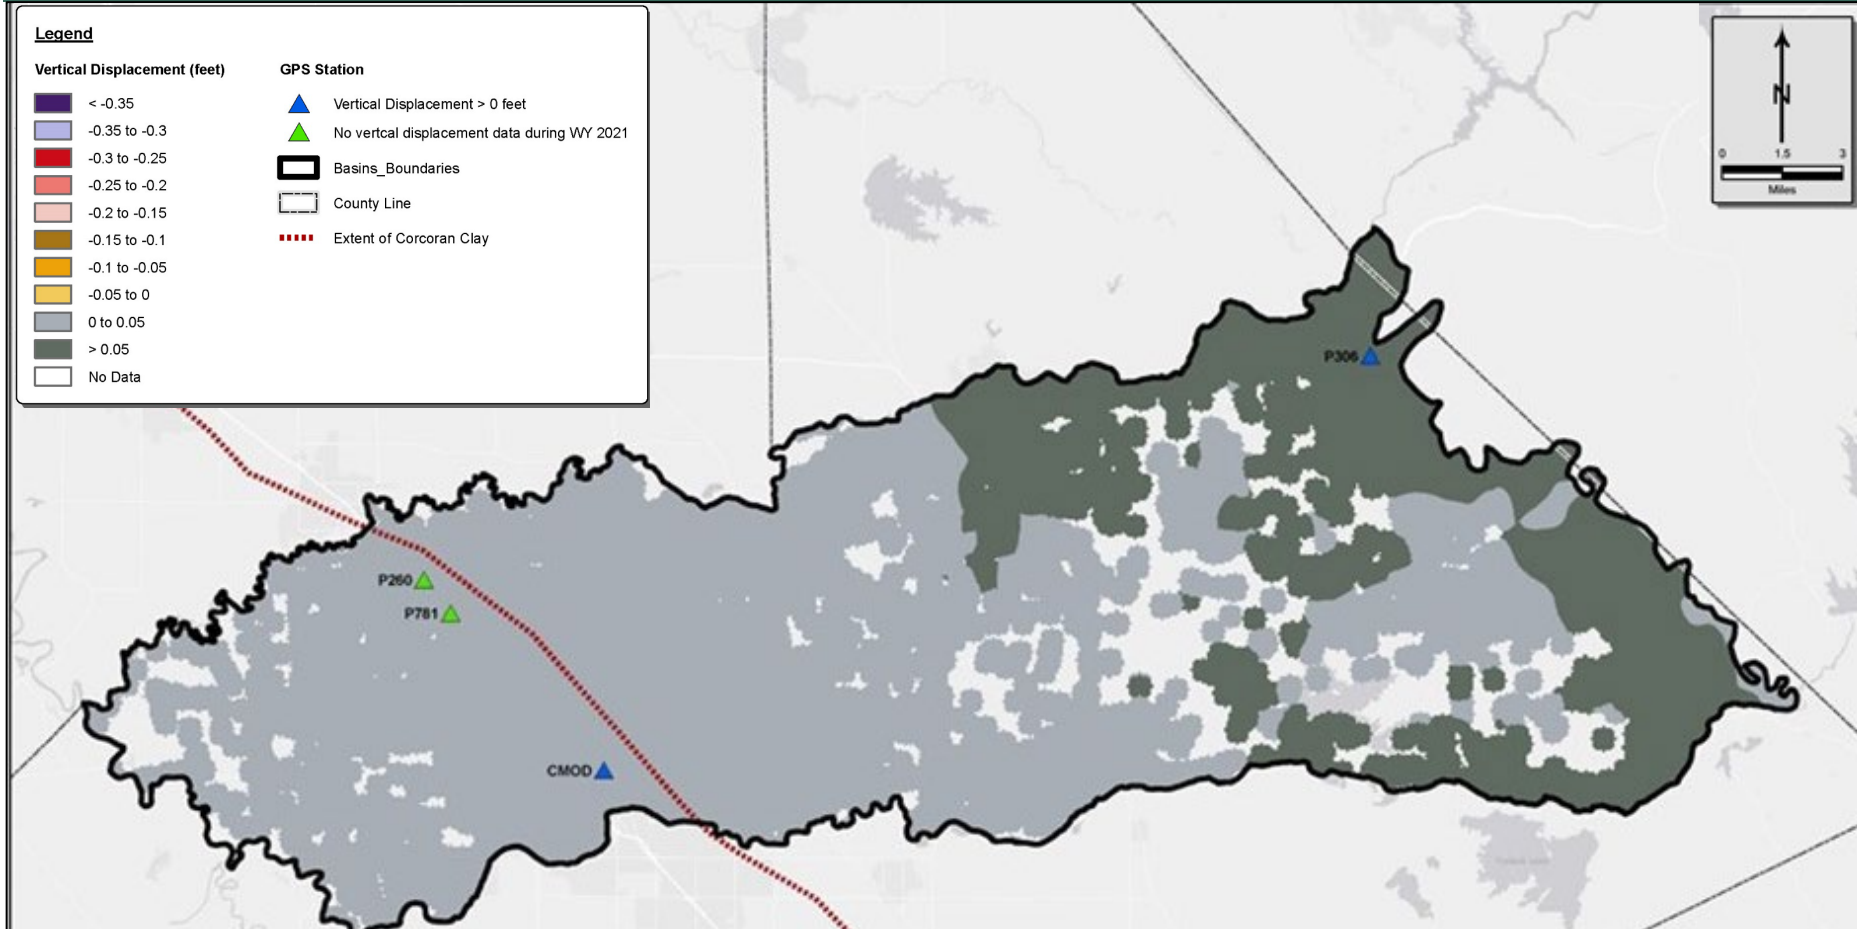 Legend
Vertical Displacement (feet)
< -0.35
-0.35 to -0.3
-0.3 to -0.25
-0.25 to -0.2
-0.2 to -0.15
-0.15 to -0.1
-0.1 to -0.05
-0.05 to 0
0 to 0.05
> 0.05
No Data
GPS Station
Vertical Displacement > 0 feet
No vertcal displacement data during WY 2021
Basins_Boundaries
County Line
Extent of Corcoran Clay
N
0 1.5 3
Miles
P306
P260
P781
CMOD